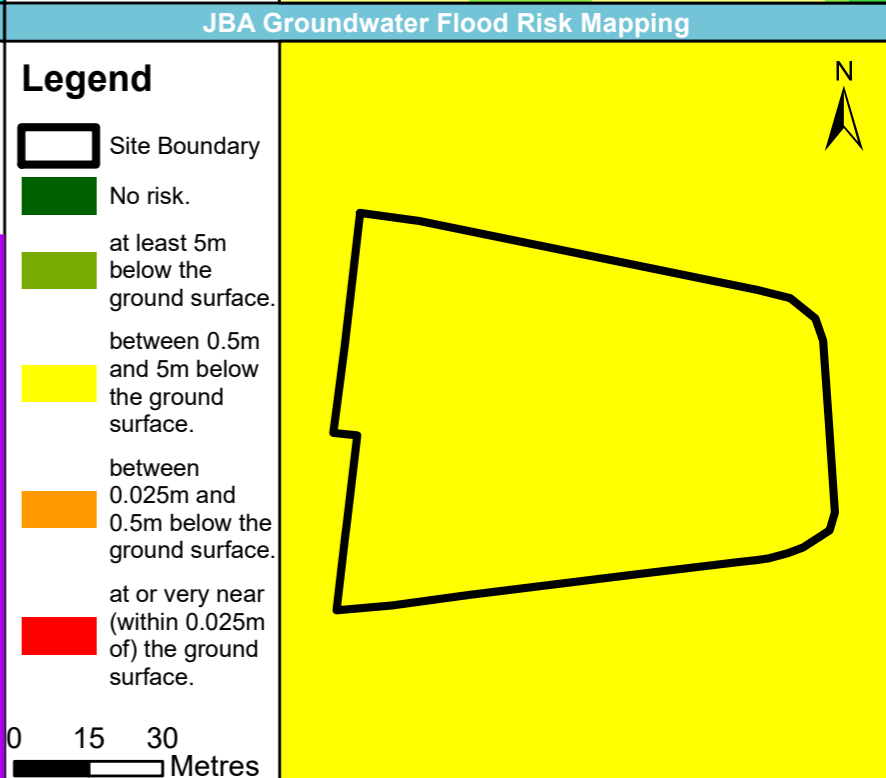 JBA Groundwater Flood Risk Mapping
Legend
Site Boundary
No risk.
at least 5m
below the
ground surface.
between 0.5m
and 5m below
the ground
surface.
between
0.025m and
0.5m below the
ground surface.
at or very near
(within 0.025m
of) the ground
surface.
0 15 30
Metres
N